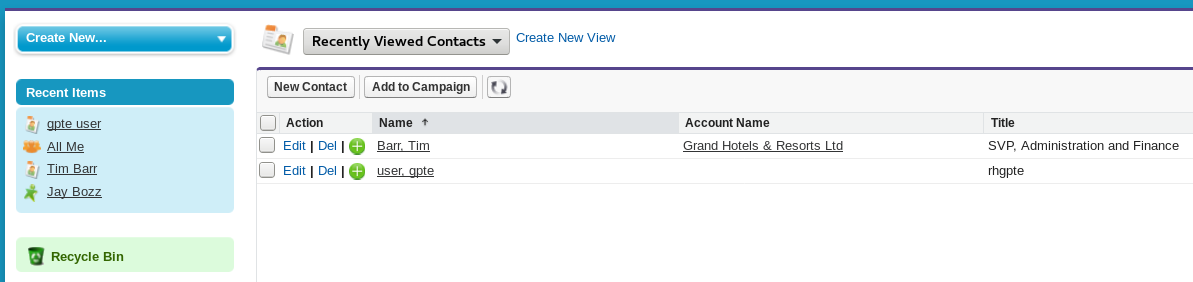 Create New...
Recently Viewed Contacts Create New View
New Contact Add to Campaign
Recent Items
gpte user
All Me
Tim Barr
Jay Bozz
Recycle Bin
Action Name Account Name Title
Edit | Del | Barr, Tim Grand Hotels & Resorts Ltd SVP, Administration and Finance
Edit | Del | user, gpte rhgpte